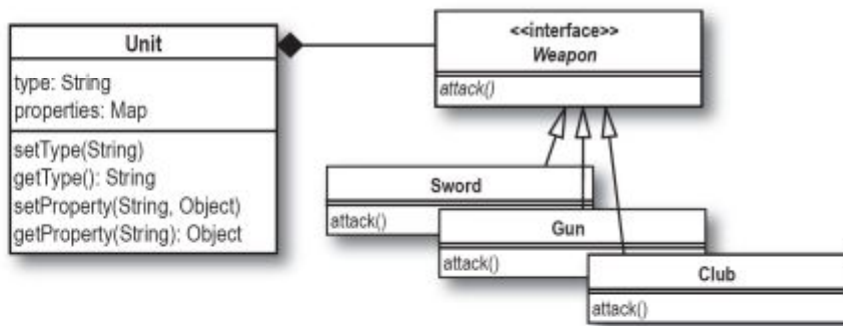 Unit
type: String
properties: Map
setType(String)
getType(): String
setProperty(String, Object)
getProperty(String): Object
<<interface>>
Weapon
attack()
Sword
attack()
Gun
attack()
Club
attack()